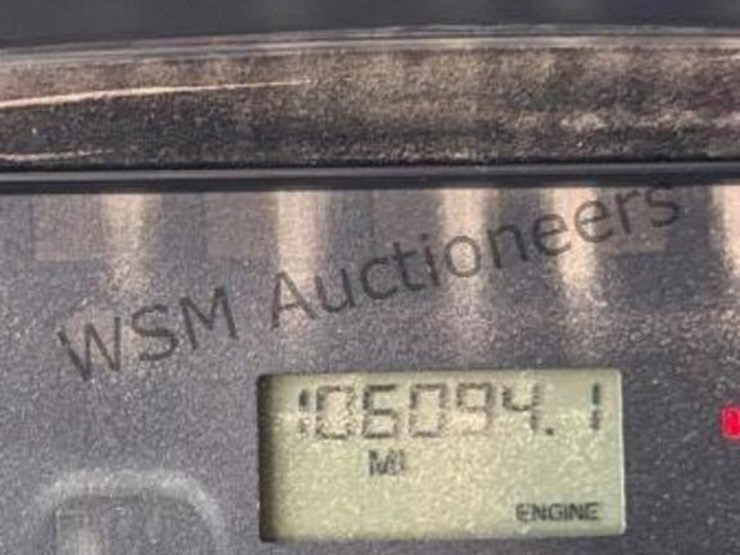 WSM Auctioneers
106094.1
MI
ENGINE